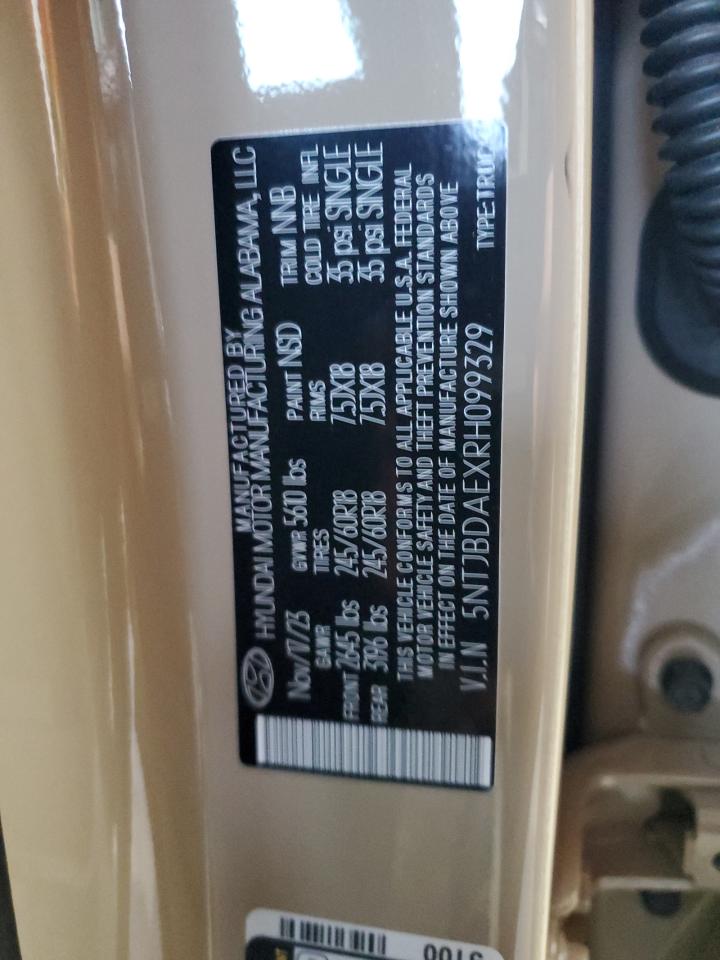 MANUFACTURED BY
HYUNDAI MOTOR MANUFACTURING ALABAMA, LLC
Nov/17/23 GVWR 5610 lbs PAINT NSD TRIM NNB
GAWR TIRES RIMS COLD TIRE INFL
FRONT 2645 lbs 245/60R18 7.5JX18 35 psi SINGLE
REAR 3196 lbs 245/60R18 7.5JX18 35 psi SINGLE
THIS VEHICLE CONFORMS TO ALL APPLICABLE U.S.A. FEDERAL
MOTOR VEHICLE SAFETY AND THEFT PREVENTION STANDARDS
IN EFFECT ON THE DATE OF MANUFACTURE SHOWN ABOVE
V.I.N 5NTJBDAEXRH099329 TYPE:TRUCK